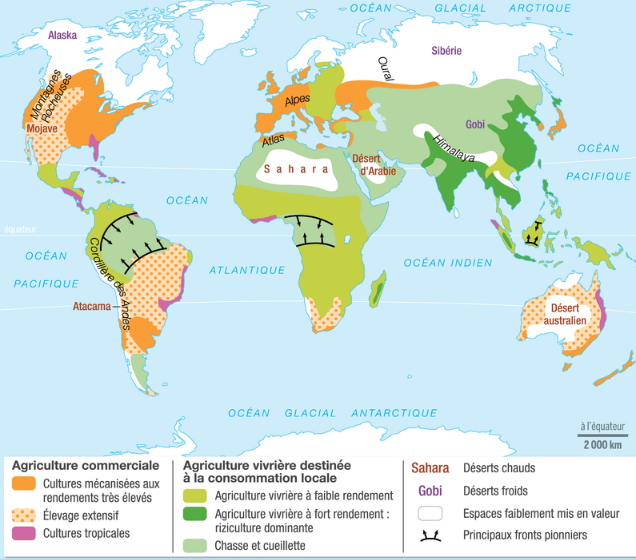 OCÉAN GLACIAL ARCTIQUE
Alaska
Sibérie
Oural
Montagnes
Rocheuses
Alpes
Mojave
Gobi
Atlas
Himalaya
Sahara
Désert
d'Arabie
OCÉAN
PACIFIQUE
OCÉAN
équateur
OCÉAN
PACIFIQUE
ATLANTIQUE
OCÉAN INDIEN
Cordillère des Andes
Atacama
Désert
australien
OCÉAN GLACIAL ANTARCTIQUE
à l'équateur
2 000 km
Agriculture commerciale
Cultures mécanisées aux
rendements très élevés
Élevage extensif
Cultures tropicales
Agriculture vivrière destinée
à la consommation locale
Agriculture vivrière à faible rendement
Agriculture vivrière à fort rendement :
riziculture dominante
Chasse et cueillette
Sahara Déserts chauds
Gobi Déserts froids
Espaces faiblement mis en valeur
Principaux fronts pionniers